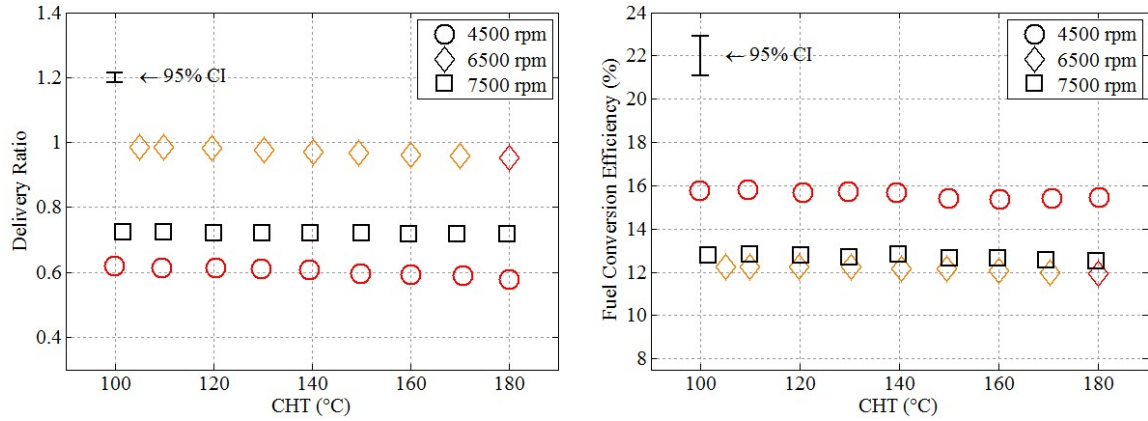 1.4
1.2
1
0.8
0.6
0.4
Delivery Ratio
← 95% CI
4500 rpm
6500 rpm
7500 rpm
100
120
140
160
180
CHT (°C)
24
22
20
18
16
14
12
10
8
Fuel Conversion Efficiency (%)
← 95% CI
4500 rpm
6500 rpm
7500 rpm
100
120
140
160
180
CHT (°C)